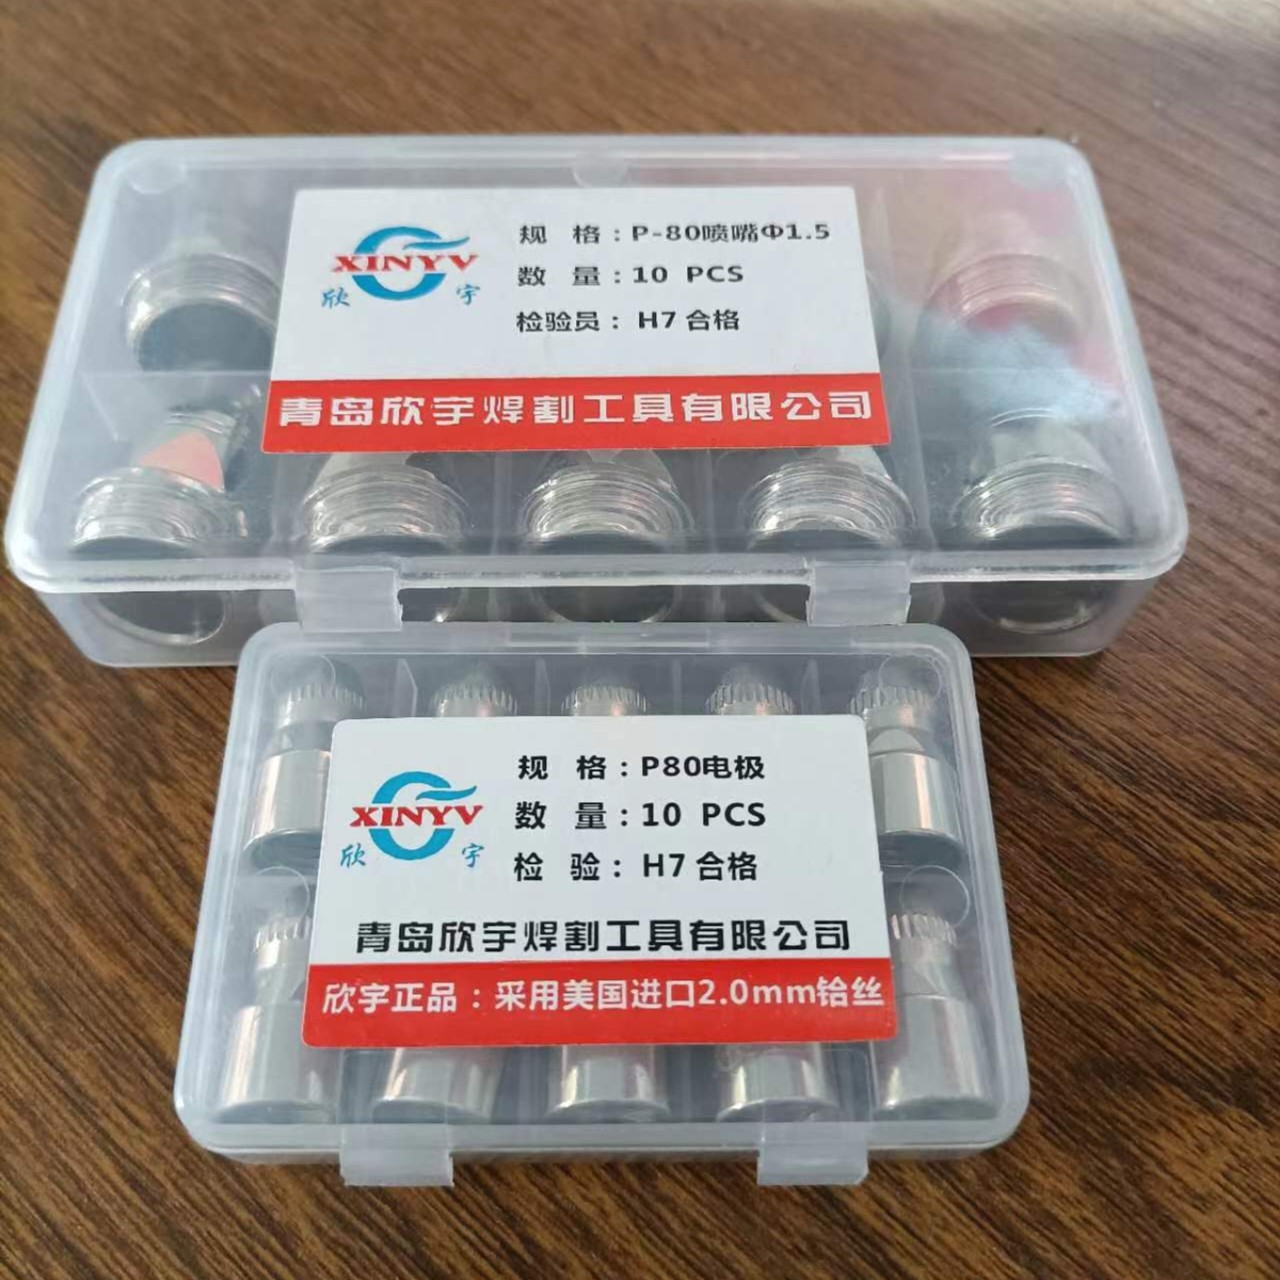 XINYV
欣 宇
规 格：P-80喷嘴Φ1.5
数 量：10 PCS
检验员： H7 合格
青岛欣宇焊割工具有限公司
XINYV
欣 宇
规 格：P80电极
数 量：10 PCS
检 验： H7 合格
青岛欣宇焊割工具有限公司
欣宇正品：采用美国进口2.0mm铪丝